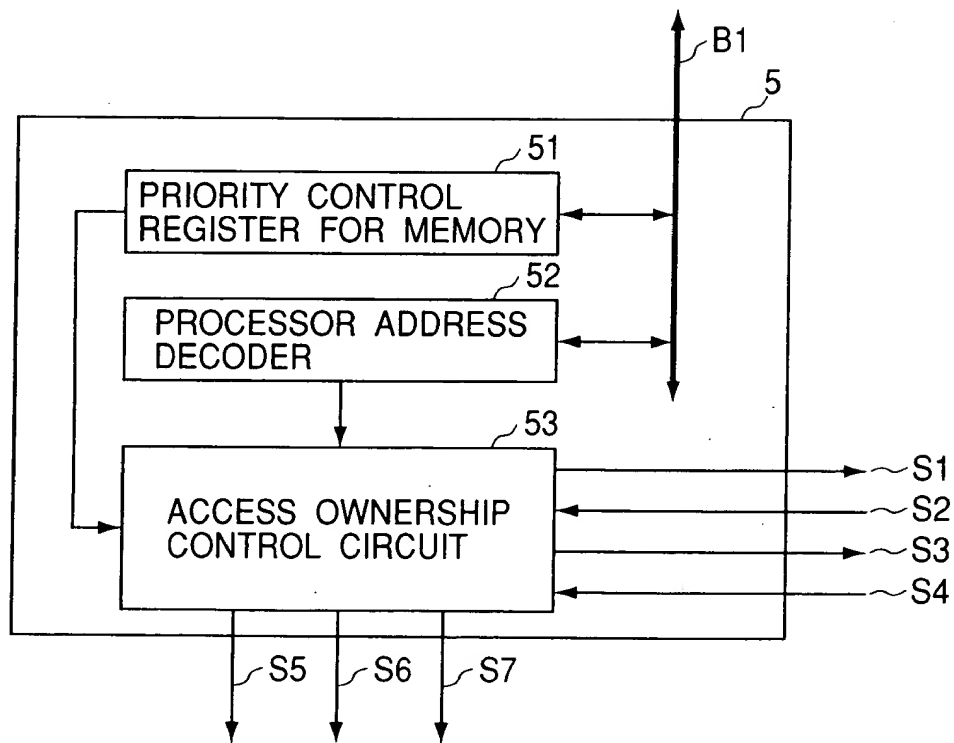 B1
5
51
PRIORITY CONTROL
REGISTER FOR MEMORY
52
PROCESSOR ADDRESS
DECODER
53
ACCESS OWNERSHIP
CONTROL CIRCUIT
S1
S2
S3
S4
S5
S6
S7